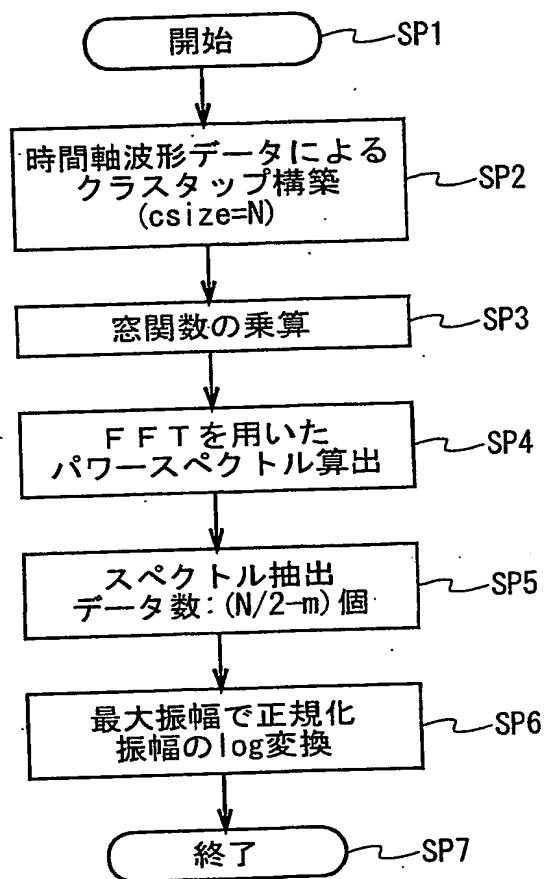 開始
SP1
時間軸波形データによる
クラスタップ構築
(csize=N)
SP2
窓関数の乗算
SP3
ＦＦＴを用いた
パワースペクトル算出
SP4
スペクトル抽出
データ数:(N/2-m)個
SP5
最大振幅で正規化
振幅のlog変換
SP6
終了
SP7